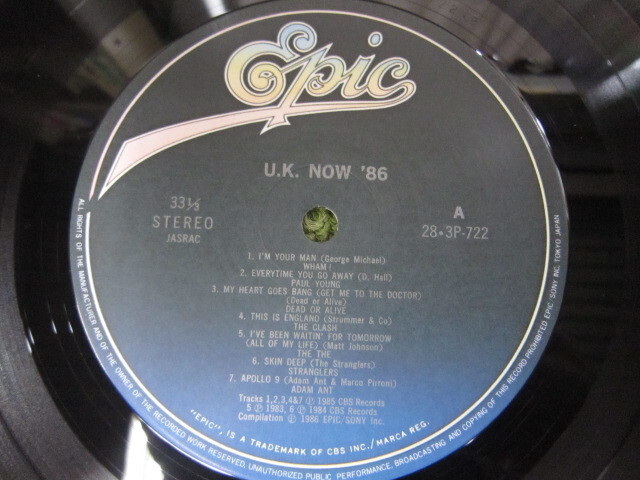 Epic
U.K. NOW '86
33⅓
STEREO
JASRAC
A
28•3P-722
1. I'M YOUR MAN (George Michael)
WHAM!
2. EVERYTIME YOU GO AWAY (D. Hall)
PAUL YOUNG
3. MY HEART GOES BANG (GET ME TO THE DOCTOR)
(Dead or Alive)
DEAD OR ALIVE
4. THIS IS ENGLAND (Strummer & Co)
THE CLASH
5. I'VE BEEN WAITIN' FOR TOMORROW
(ALL OF MY LIFE) (Matt Johnson)
THE THE
6. SKIN DEEP (The Stranglers)
STRANGLERS
7. APOLLO 9 (Adam Ant & Marco Pirroni)
ADAM ANT
Tracks 1,2,3,4&7 ℗ 1985 CBS Records
5 ℗ 1983, 6 ℗ 1984 CBS Records
Compilation ℗ 1986 EPIC/SONY Inc.
"EPIC", IS A TRADEMARK OF CBS INC./MARCA REG.
ALL RIGHTS OF THE MANUFACTURER AND OF THE OWNER OF THE RECORDED WORK RESERVED. UNAUTHORIZED PUBLIC PERFORMANCE, BROADCASTING AND COPYING OF THIS RECORD PROHIBITED EPIC/SONY INC. TOKYO JAPAN